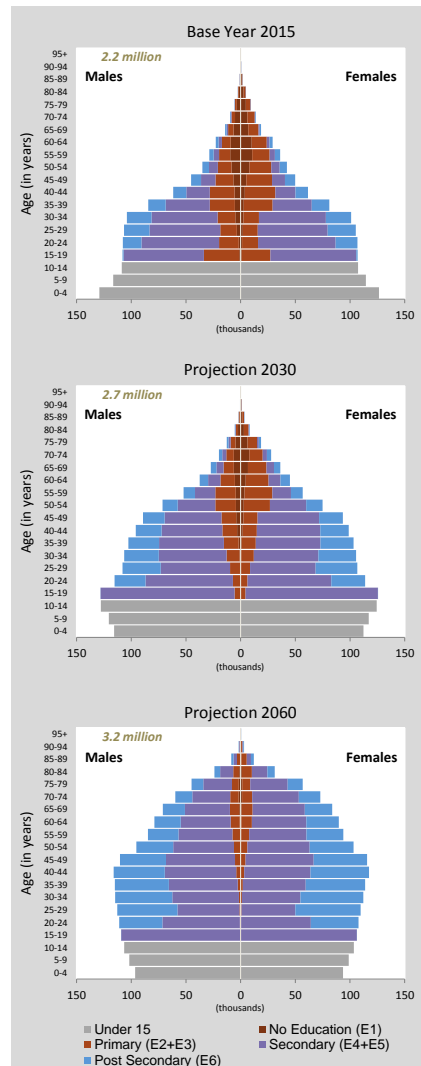 Base Year 2015
2.2 million
Males
Females
Age (in years)
95+
90-94
85-89
80-84
75-79
70-74
65-69
60-64
55-59
50-54
45-49
40-44
35-39
30-34
25-29
20-24
15-19
10-14
5-9
0-4
150 100 50 0 50 100 150
(thousands)
Projection 2030
2.7 million
Males
Females
Age (in years)
95+
90-94
85-89
80-84
75-79
70-74
65-69
60-64
55-59
50-54
45-49
40-44
35-39
30-34
25-29
20-24
15-19
10-14
5-9
0-4
150 100 50 0 50 100 150
(thousands)
Projection 2060
3.2 million
Males
Females
Age (in years)
95+
90-94
85-89
80-84
75-79
70-74
65-69
60-64
55-59
50-54
45-49
40-44
35-39
30-34
25-29
20-24
15-19
10-14
5-9
0-4
150 100 50 0 50 100 150
(thousands)
Under 15
No Education (E1)
Primary (E2+E3)
Secondary (E4+E5)
Post Secondary (E6)